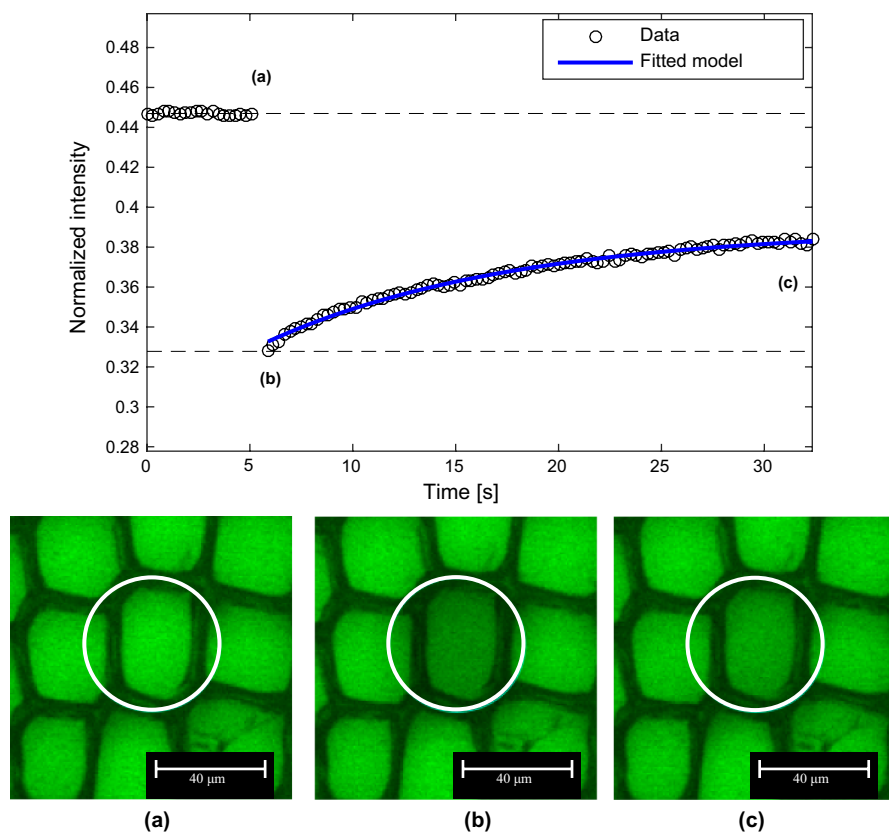 0.48
0.46
0.44
0.42
0.4
0.38
0.36
0.34
0.32
0.3
0.28
Normalized intensity
(a)
Data
Fitted model
(b)
(c)
0 5 10 15 20 25 30
Time [s]
40 µm 40 µm 40 µm
(a) (b) (c)